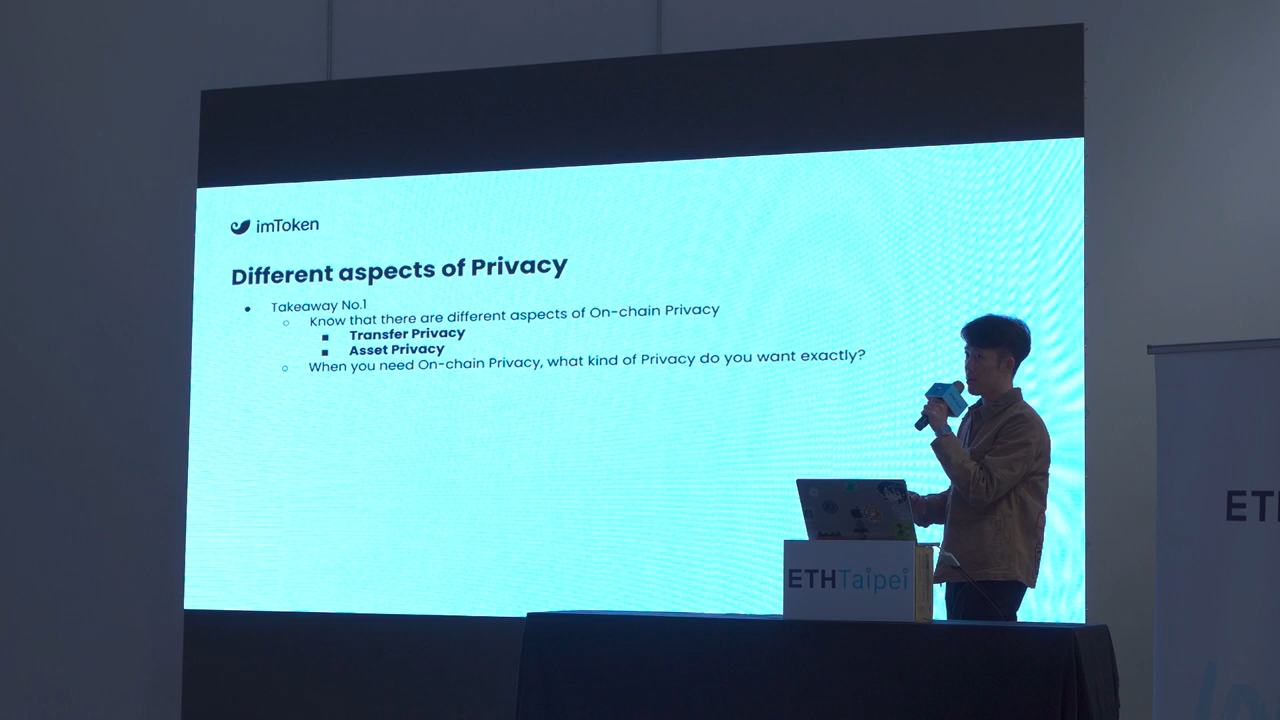 imToken
Different aspects of Privacy
● Takeaway No.1
○ Know that there are different aspects of On-chain Privacy
■ Transfer Privacy
■ Asset Privacy
○ When you need On-chain Privacy, what kind of Privacy do you want exactly?
ETHTaipei
ET